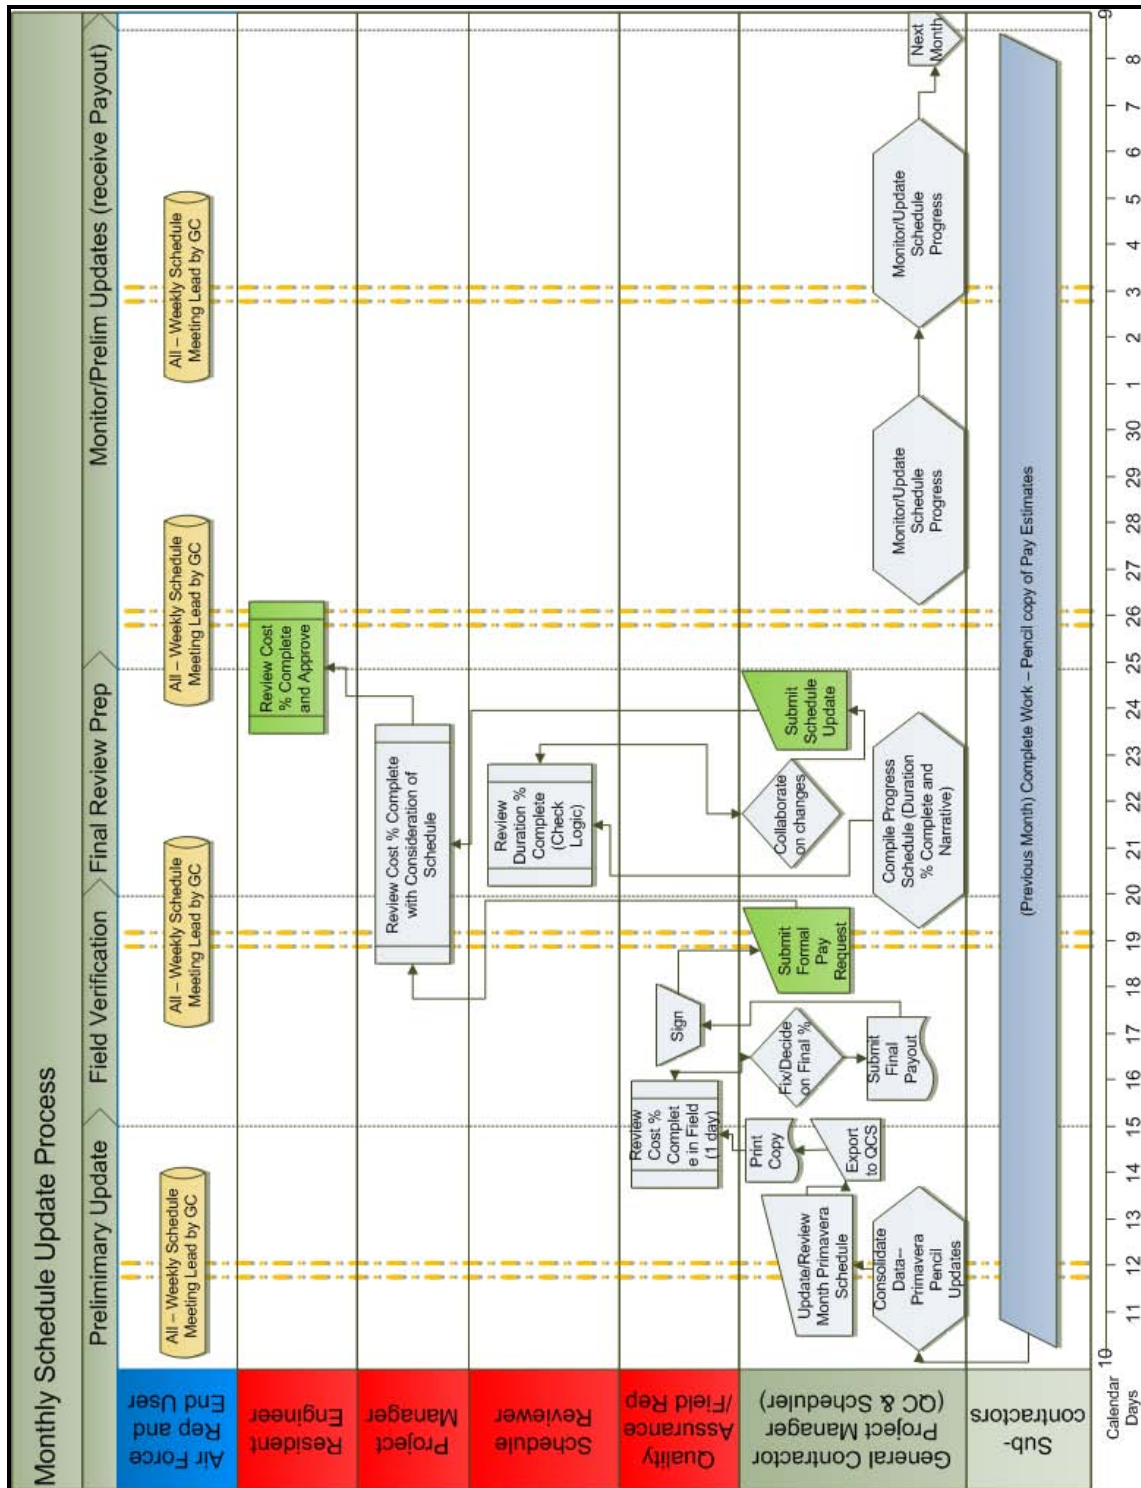 Monthly Schedule Update Process
Prelimimary Update
Field Verification
Final Review Prep
Monitor/Prelim Updates (receive Payout)
Air Force
Rep and
End User
All – Weekly Schedule
Meeting Lead by GC
All – Weekly Schedule
Meeting Lead by GC
All – Weekly Schedule
Meeting Lead by GC
All – Weekly Schedule
Meeting Lead by GC
Resident
Engineer
Review Cost
% Complete
and Approve
Project
Manager
Review Cost % Complete
with Consideration of
Schedule
Schedule
Reviewer
Review
Duration %
Complete
(Check
Logic)
Quality
Assurance
/Field Rep
Review
Cost %
Complet
e in Field
(1 day)
Sign
General Contractor
Project Manager
(QC & Scheduler)
Update/Review
Month Primavera
Schedule
Consolidate
Data--
Primavera
Pencil
Updates
Print
Copy
Export
to QCS
Fix/Decide
on Final %
Submit
Final
Payout
Submit
Formal
Pay
Request
Collaborate
on changes
Submit
Schedule
Update
Compile Progress
Schedule (Duration
% Complete and
Narrative)
Monitor/Update
Schedule
Progress
Monitor/Update
Schedule
Progress
Next
Month
Sub-
contractors
(Previous Month) Complete Work – Pencil copy of Pay Estimates
Calendar
Days
10 11 12 13 14 15 16 17 18 19 20 21 22 23 24 25 26 27 28 29 30 1 2 3 4 5 6 7 8 9